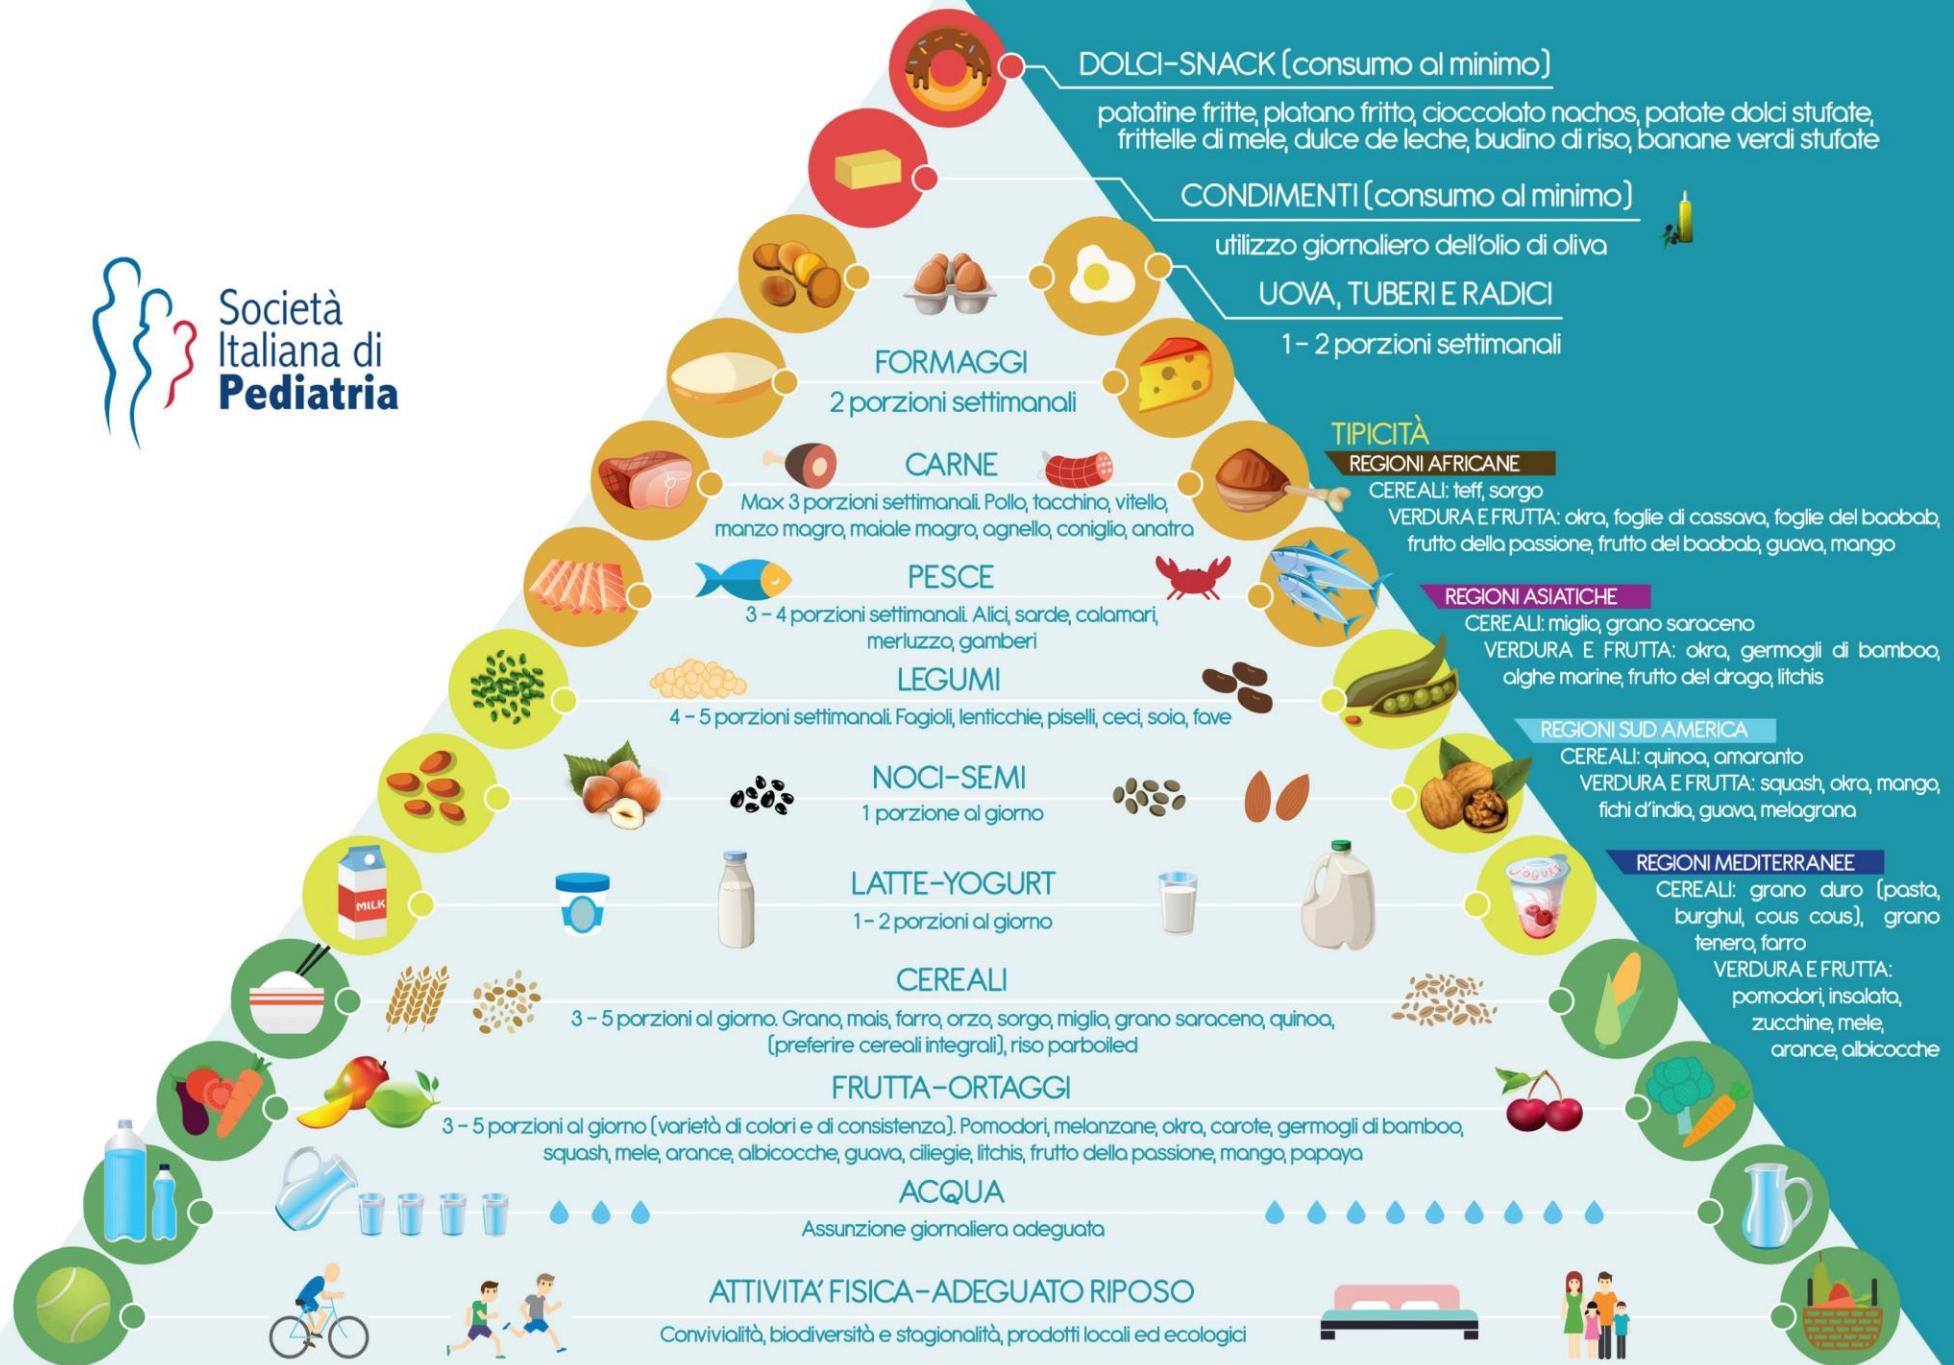 DOLCI-SNACK (consumo al minimo)
patatine fritte, platano fritto, cioccolato nachos, patate dolci stufate,
frittelle di mele, dulce de leche, budino di riso, banane verdi stufate
CONDIMENTI (consumo al minimo)
utilizzo giornaliero dell'olio di oliva
UOVA, TUBERI E RADICI
1 - 2 porzioni settimanali
Società
Italiana di
Pediatria
FORMAGGI
2 porzioni settimanali
CARNE
Max 3 porzioni settimanali. Pollo, tacchino, vitello,
manzo magro, maiale magro, agnello, coniglio, anatra
PESCE
3 - 4 porzioni settimanali. Alici, sarde, calamari,
merluzzo, gamberi
LEGUMI
4 - 5 porzioni settimanali. Fagioli, lenticchie, piselli, ceci, soia, fave
NOCI-SEMI
1 porzione al giorno
MILK
LATTE-YOGURT
1 - 2 porzioni al giorno
YOGURT
CEREALI
3 - 5 porzioni al giorno. Grano, mais, farro, orzo, sorgo, miglio, grano saraceno, quinoa,
(preferire cereali integrali), riso parboiled
FRUTTA-ORTAGGI
3 - 5 porzioni al giorno (varietà di colori e di consistenza). Pomodori, melanzane, okra, carote, germogli di bamboo,
squash, mele, arance, albicocche, guava, ciliegie, litchis, frutto della passione, mango, papaya
ACQUA
Assunzione giornaliera adeguata
ATTIVITA' FISICA-ADEGUATO RIPOSO
Convivialità, biodiversità e stagionalità, prodotti locali ed ecologici
TIPICITÀ
REGIONI AFRICANE
CEREALI: teff, sorgo
VERDURA E FRUTTA: okra, foglie di cassava, foglie del baobab,
frutto della passione, frutto del baobab, guava, mango
REGIONI ASIATICHE
CEREALI: miglio, grano saraceno
VERDURA E FRUTTA: okra, germogli di bamboo,
alghe marine, frutto del drago, litchis
REGIONI SUD AMERICA
CEREALI: quinoa, amaranto
VERDURA E FRUTTA: squash, okra, mango,
fichi d'india, guava, melagrana
REGIONI MEDITERRANEE
CEREALI: grano duro (pasta,
burghul, cous cous), grano
tenero, farro
VERDURA E FRUTTA:
pomodori, insalata,
zucchine, mele,
arance, albicocche